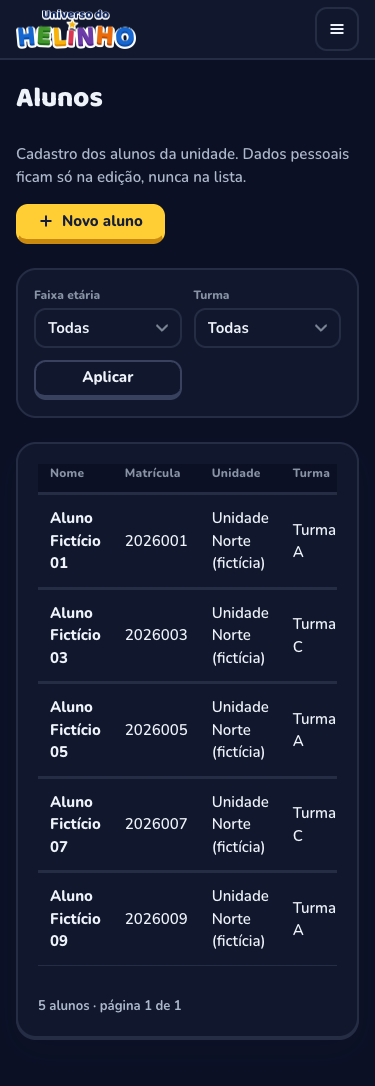 Universo do
HELINHO
Alunos
Cadastro dos alunos da unidade. Dados pessoais
ficam só na edição, nunca na lista.
+ Novo aluno
Faixa etária Turma
Todas Todas
Aplicar
Nome Matrícula Unidade Turma
Aluno Fictício 01 2026001 Unidade Norte (fictícia) Turma A
Aluno Fictício 03 2026003 Unidade Norte (fictícia) Turma C
Aluno Fictício 05 2026005 Unidade Norte (fictícia) Turma A
Aluno Fictício 07 2026007 Unidade Norte (fictícia) Turma C
Aluno Fictício 09 2026009 Unidade Norte (fictícia) Turma A
5 alunos · página 1 de 1